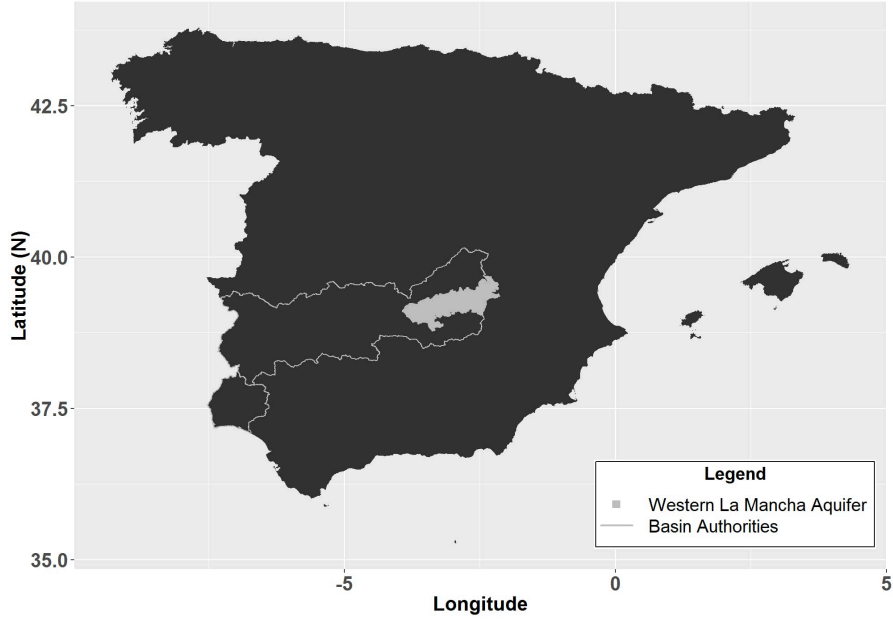 42.5
40.0
37.5
35.0
Latitude (N)
-5
0
5
Longitude
Legend
Western La Mancha Aquifer
Basin Authorities